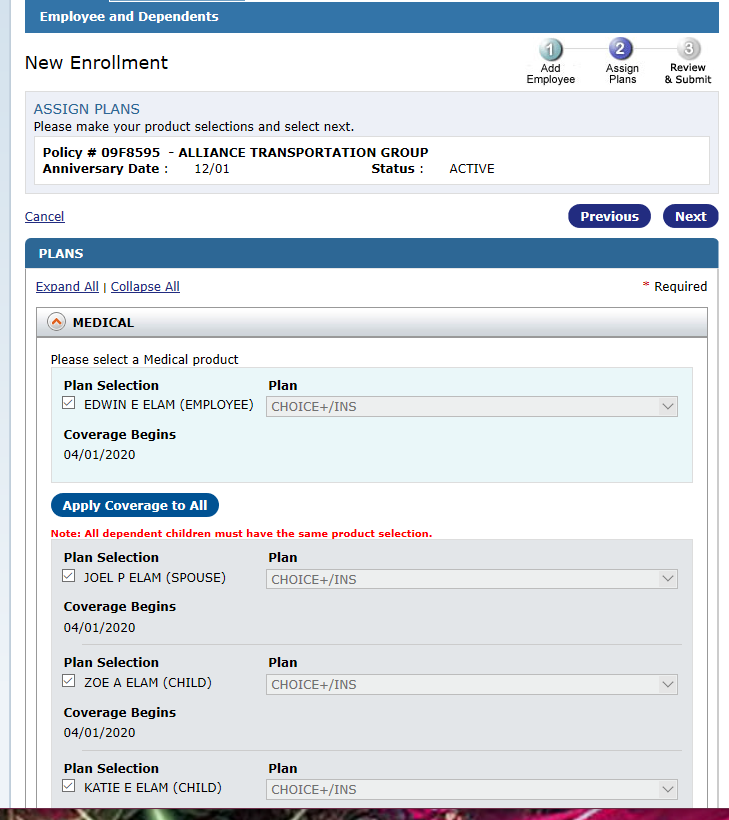 Employee and Dependents
New Enrollment
1 2 3
Add Employee
Assign Plans
Review & Submit
ASSIGN PLANS
Please make your product selections and select next.
Policy # 09F8595 - ALLIANCE TRANSPORTATION GROUP
Anniversary Date : 12/01 Status : ACTIVE
Cancel Previous Next
PLANS
Expand All | Collapse All * Required
MEDICAL
Please select a Medical product
Plan Selection Plan
EDWIN E ELAM (EMPLOYEE) CHOICE+/INS
Coverage Begins
04/01/2020
Apply Coverage to All
Note: All dependent children must have the same product selection.
Plan Selection Plan
JOEL P ELAM (SPOUSE) CHOICE+/INS
Coverage Begins
04/01/2020
Plan Selection Plan
ZOE A ELAM (CHILD) CHOICE+/INS
Coverage Begins
04/01/2020
Plan Selection Plan
KATIE E ELAM (CHILD) CHOICE+/INS